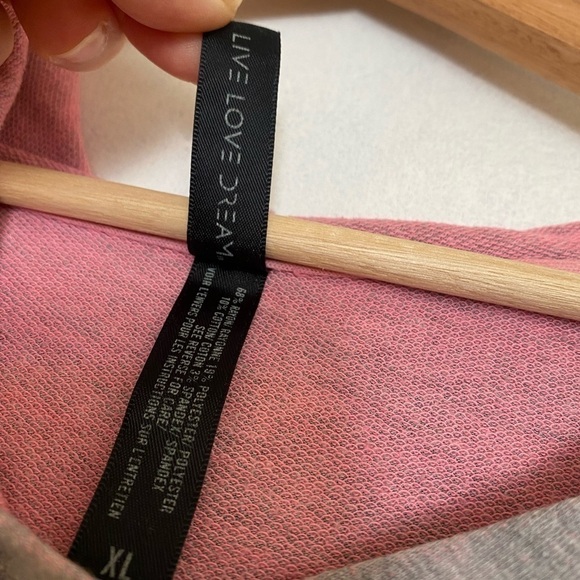 LIVE LOVE DREAM
68% RAYON/RAYONNE 19% POLYESTER/POLYESTER
10% COTTON/COTON 3% SPANDEX/SPANDEX
SEE REVERSE FOR CARE/
VOIR L'ENVERS POUR LES INSTRUCTIONS SUR L'ENTRETIEN
XL